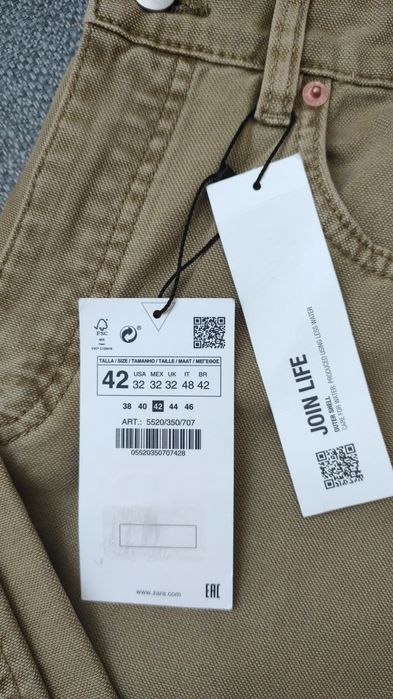 FSC
MIX
TALLA / SIZE / TAMANHO / TAILLE / MAAT / ΜΕΓΕΘΟΣ
42 USA 32 MEX 32 UK 32 IT 48 BR 42
38 40 42 44 46
ART.: 5520/350/707
05520350707428
www.zara.com
EAC
JOIN LIFE
OUTER SHELL
CARE FOR WATER: PRODUCED USING LESS WATER